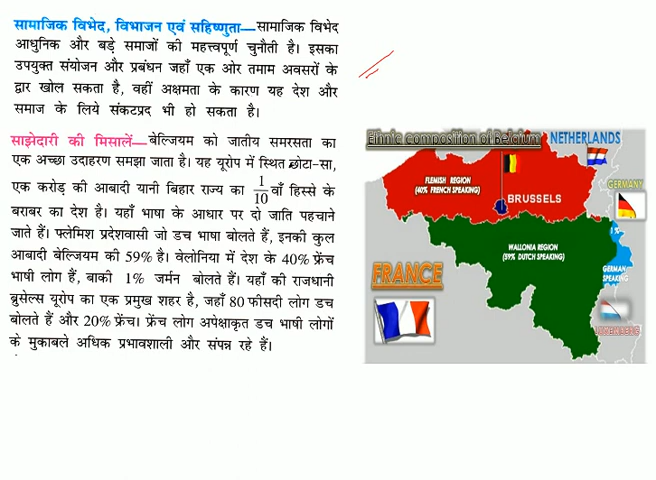 सामाजिक विभेद, विभाजन एवं सहिष्णुता—सामाजिक विभेद
आधुनिक और बड़े समाजों की महत्त्वपूर्ण चुनौती है। इसका
उपयुक्त संयोजन और प्रबंधन जहाँ एक ओर तमाम अवसरों के
द्वार खोल सकता है, वहीं अक्षमता के कारण यह देश और
समाज के लिये संकटप्रद भी हो सकता है।
साझेदारी की मिसालें—बेल्जियम को जातीय समरसता का
एक अच्छा उदाहरण समझा जाता है। यह यूरोप में स्थित छोटा-सा,
एक करोड़ की आबादी यानी बिहार राज्य का 1/10 वाँ हिस्से के
बराबर का देश है। यहाँ भाषा के आधार पर दो जाति पहचाने
जाते हैं। फ्लेमिश प्रदेशवासी जो डच भाषा बोलते हैं, इनकी कुल
आबादी बेल्जियम की 59% है। वेलोनिया में देश के 40% फ्रेंच
भाषी लोग हैं, बाकी 1% जर्मन बोलते हैं। यहाँ की राजधानी
ब्रुसेल्स यूरोप का एक प्रमुख शहर है, जहाँ 80 फीसदी लोग डच
बोलते हैं और 20% फ्रेंच। फ्रेंच लोग अपेक्षाकृत डच भाषी लोगों
के मुकाबले अधिक प्रभावशाली और संपन्न रहे हैं।
Ethnic composition of Belgium
NETHERLANDS
FLEMISH REGION
(40% FRENCH SPEAKING)
GERMANY
BRUSSELS
WALLONIA REGION
(59% DUTCH SPEAKING)
1%
GERMAN
SPEAKING
FRANCE